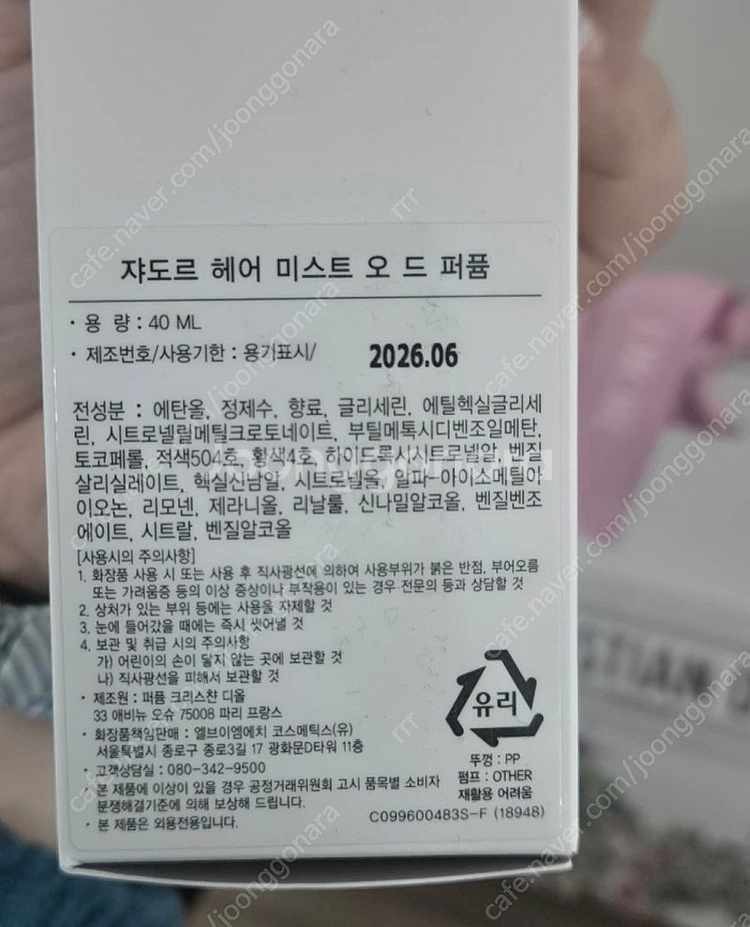 쟈도르 헤어 미스트 오 드 퍼퓸
· 용 량 : 40 ML
· 제조번호/사용기한 : 용기표시/ 2026.06
전성분 : 에탄올, 정제수, 향료, 글리세린, 에틸헥실글리세
린, 시트로넬릴메틸크로토네이트, 부틸메톡시디벤조일메탄,
토코페롤, 적색504호, 황색4호, 하이드록시시트로넬알, 벤질
살리실레이트, 헥실신남알, 시트로넬올, 알파-아이소메틸아
이오논, 리모넨, 제라니올, 리날룰, 신나밀알코올, 벤질벤조
에이트, 시트랄, 벤질알코올
[사용시의 주의사항]
1. 화장품 사용 시 또는 사용 후 직사광선에 의하여 사용부위가 붉은 반점, 부어오름
또는 가려움증 등의 이상 증상이나 부작용이 있는 경우 전문의 등과 상담할 것
2. 상처가 있는 부위 등에는 사용을 자제할 것
3. 눈에 들어갔을 때에는 즉시 씻어낼 것
4. 보관 및 취급 시의 주의사항
가) 어린이의 손이 닿지 않는 곳에 보관할 것
나) 직사광선을 피해서 보관할 것
· 제조원 : 퍼퓸 크리스챤 디올
33 애비뉴 오슈 75008 파리 프랑스
· 화장품책임판매 : 엘브이엠에치 코스메틱스(유)
서울특별시 종로구 종로3길 17 광화문D타워 11층
· 고객상담실 : 080-342-9500
본 제품에 이상이 있을 경우 공정거래위원회 고시 품목별 소비자
분쟁해결기준에 의해 보상해 드립니다.
· 본 제품은 외용전용입니다.
유리
뚜껑 : PP
펌프 : OTHER
재활용 어려움
C099600483S-F (18948)
STIAN
cafe.naver.com/joonggonara
rrr